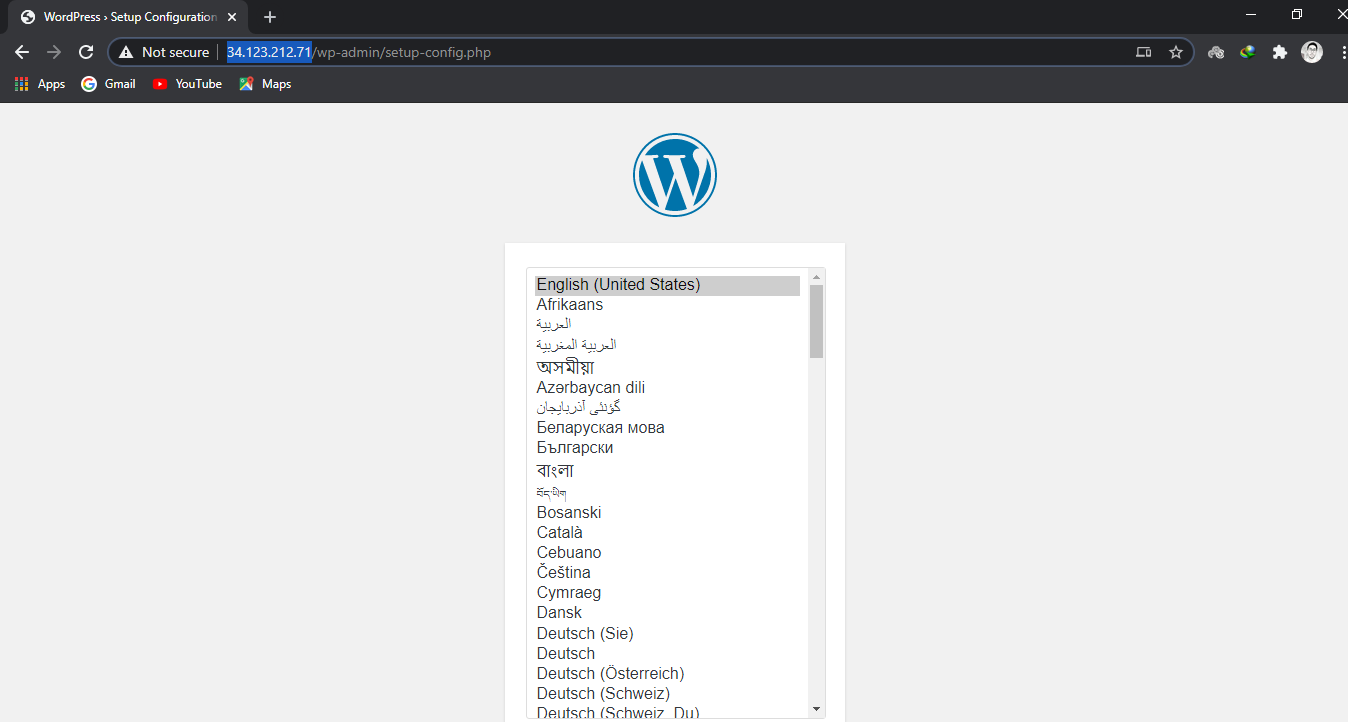 WordPress › Setup Configuration
Not secure | 34.123.212.71/wp-admin/setup-config.php
Apps Gmail YouTube Maps
English (United States)
Afrikaans
العربية
العربية المغربية
অসমীয়া
Azərbaycan dili
گؤنئی آذربایجان
Беларуская мова
Български
বাংলা
བོད་ཡིག
Bosanski
Català
Cebuano
Čeština
Cymraeg
Dansk
Deutsch (Sie)
Deutsch
Deutsch (Österreich)
Deutsch (Schweiz)
Deutsch (Schweiz, Du)